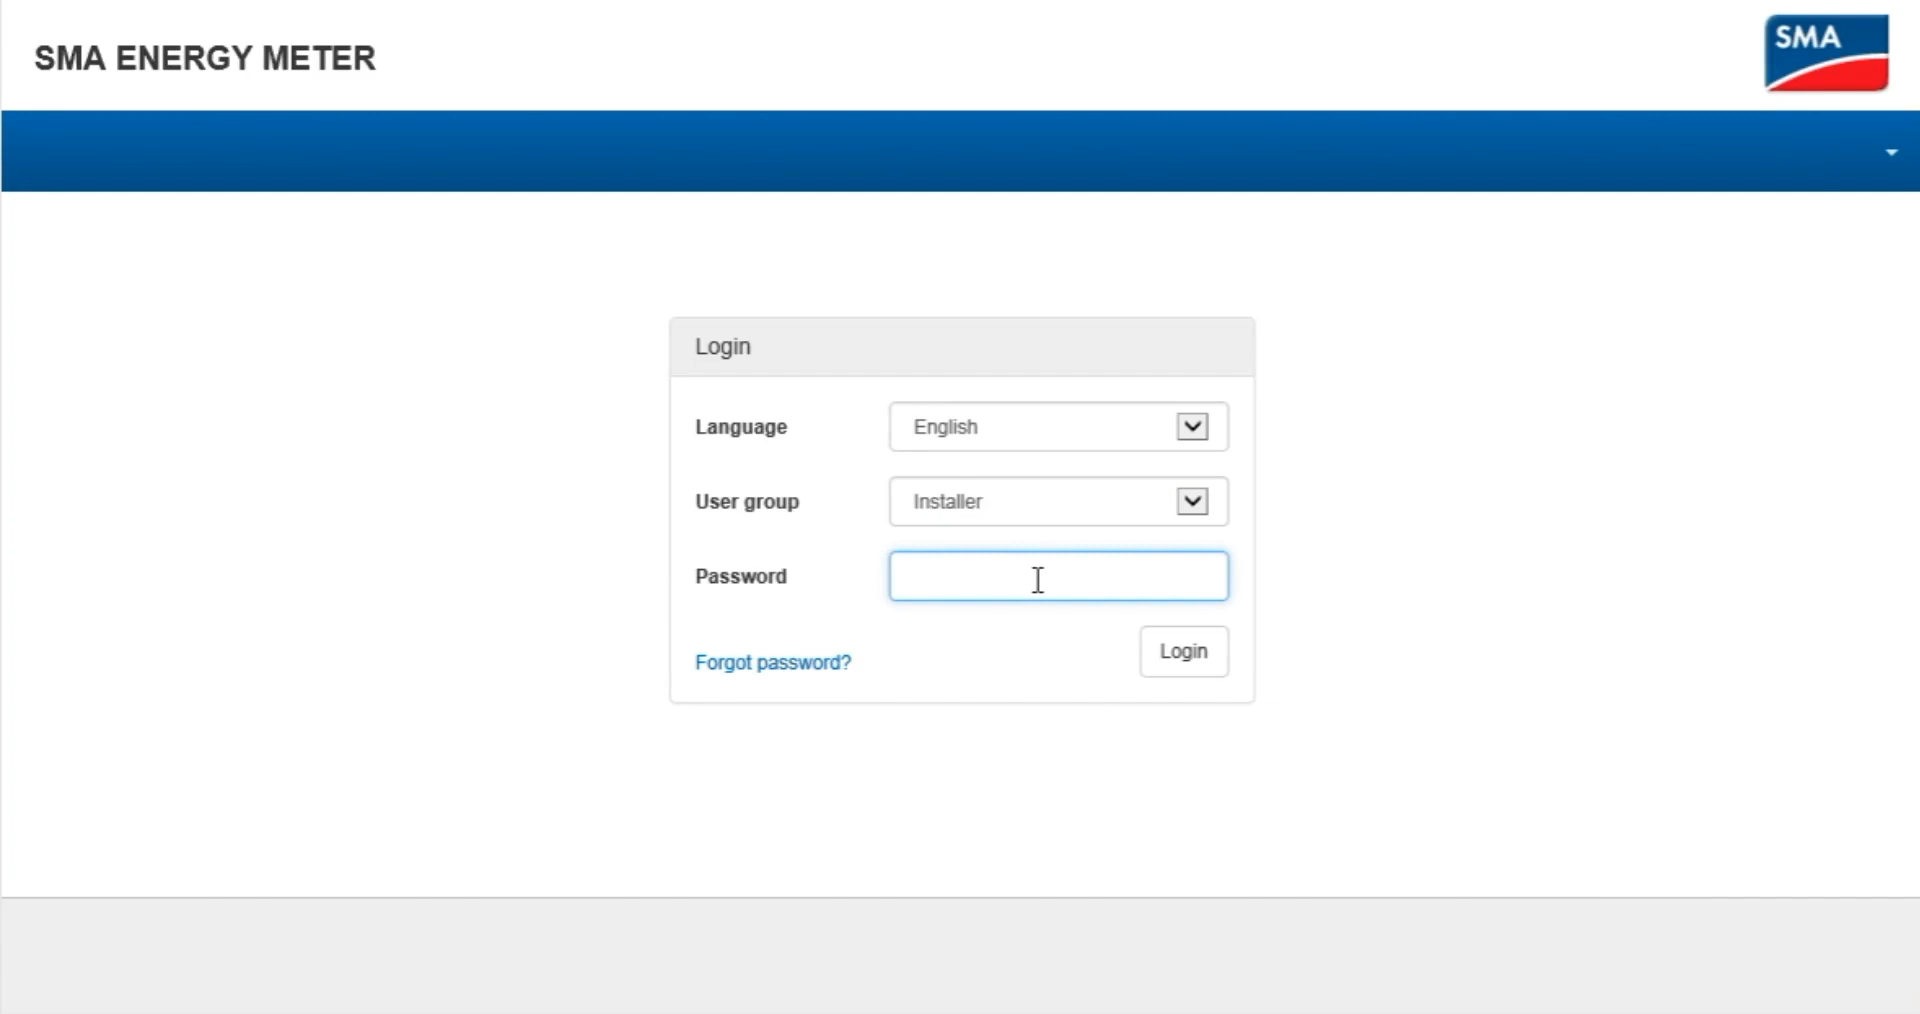 SMA ENERGY METER
SMA
Login
Language
English
User group
Installer
Password
Forgot password?
Login